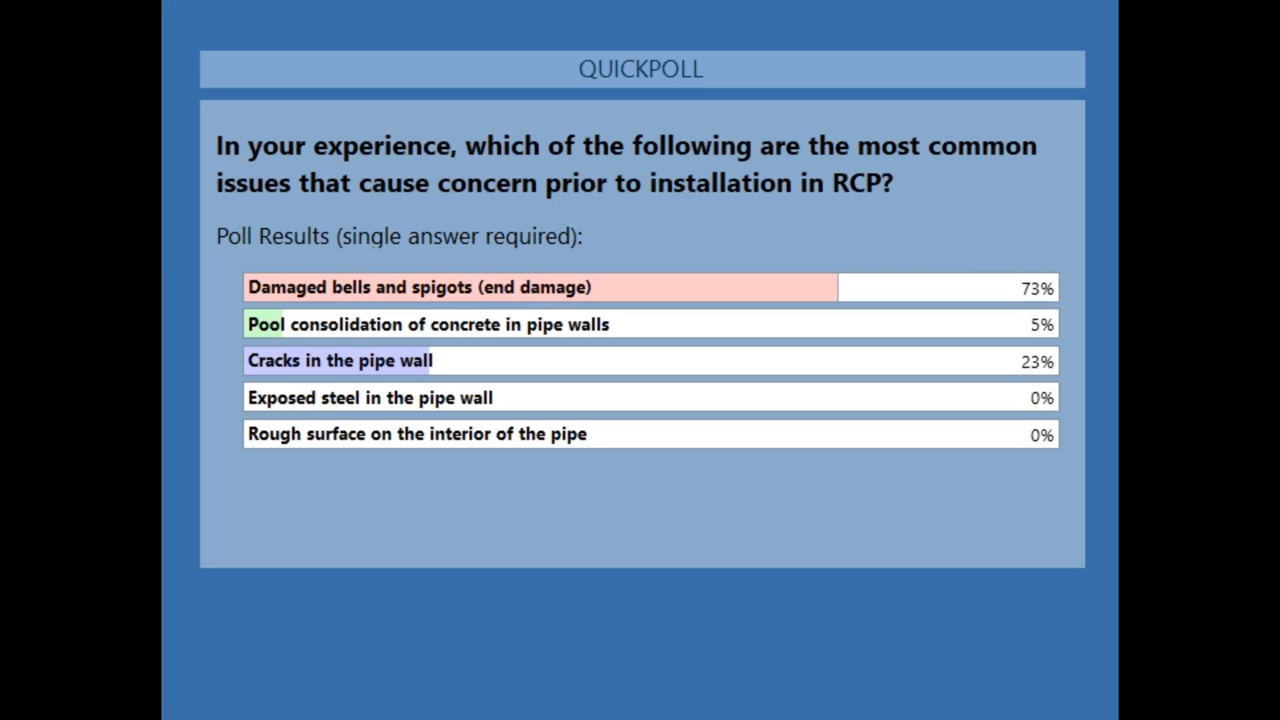 QUICKPOLL
In your experience, which of the following are the most common
issues that cause concern prior to installation in RCP?
Poll Results (single answer required):
Damaged bells and spigots (end damage) 73%
Pool consolidation of concrete in pipe walls 5%
Cracks in the pipe wall 23%
Exposed steel in the pipe wall 0%
Rough surface on the interior of the pipe 0%